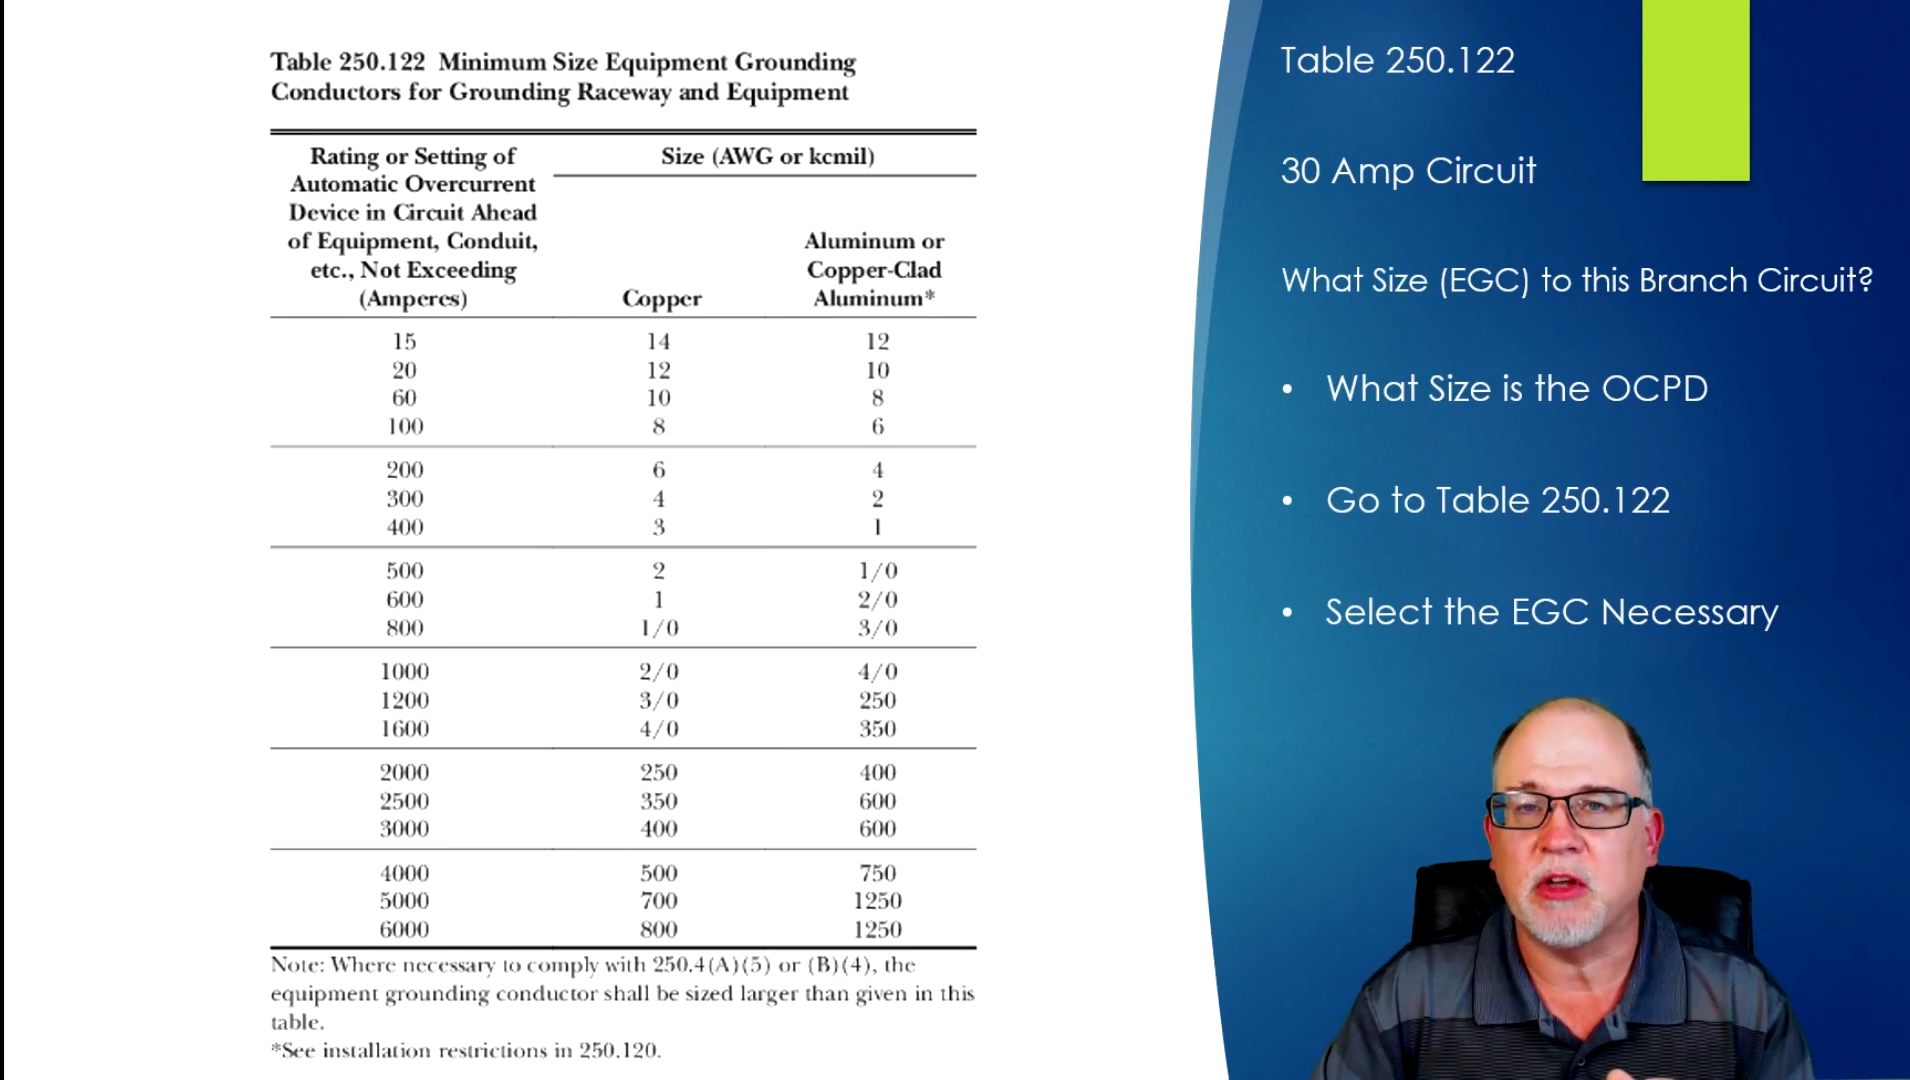 Table 250.122 Minimum Size Equipment Grounding
Conductors for Grounding Raceway and Equipment
Rating or Setting of
Automatic Overcurrent
Device in Circuit Ahead
of Equipment, Conduit,
etc., Not Exceeding
(Amperes)
Size (AWG or kcmil)
Copper
Aluminum or
Copper-Clad
Aluminum*
15 14 12
20 12 10
60 10 8
100 8 6
200 6 4
300 4 2
400 3 1
500 2 1/0
600 1 2/0
800 1/0 3/0
1000 2/0 4/0
1200 3/0 250
1600 4/0 350
2000 250 400
2500 350 600
3000 400 600
4000 500 750
5000 700 1250
6000 800 1250
Note: Where necessary to comply with 250.4(A)(5) or (B)(4), the
equipment grounding conductor shall be sized larger than given in this
table.
*See installation restrictions in 250.120.
Table 250.122
30 Amp Circuit
What Size (EGC) to this Branch Circuit?
• What Size is the OCPD
• Go to Table 250.122
• Select the EGC Necessary